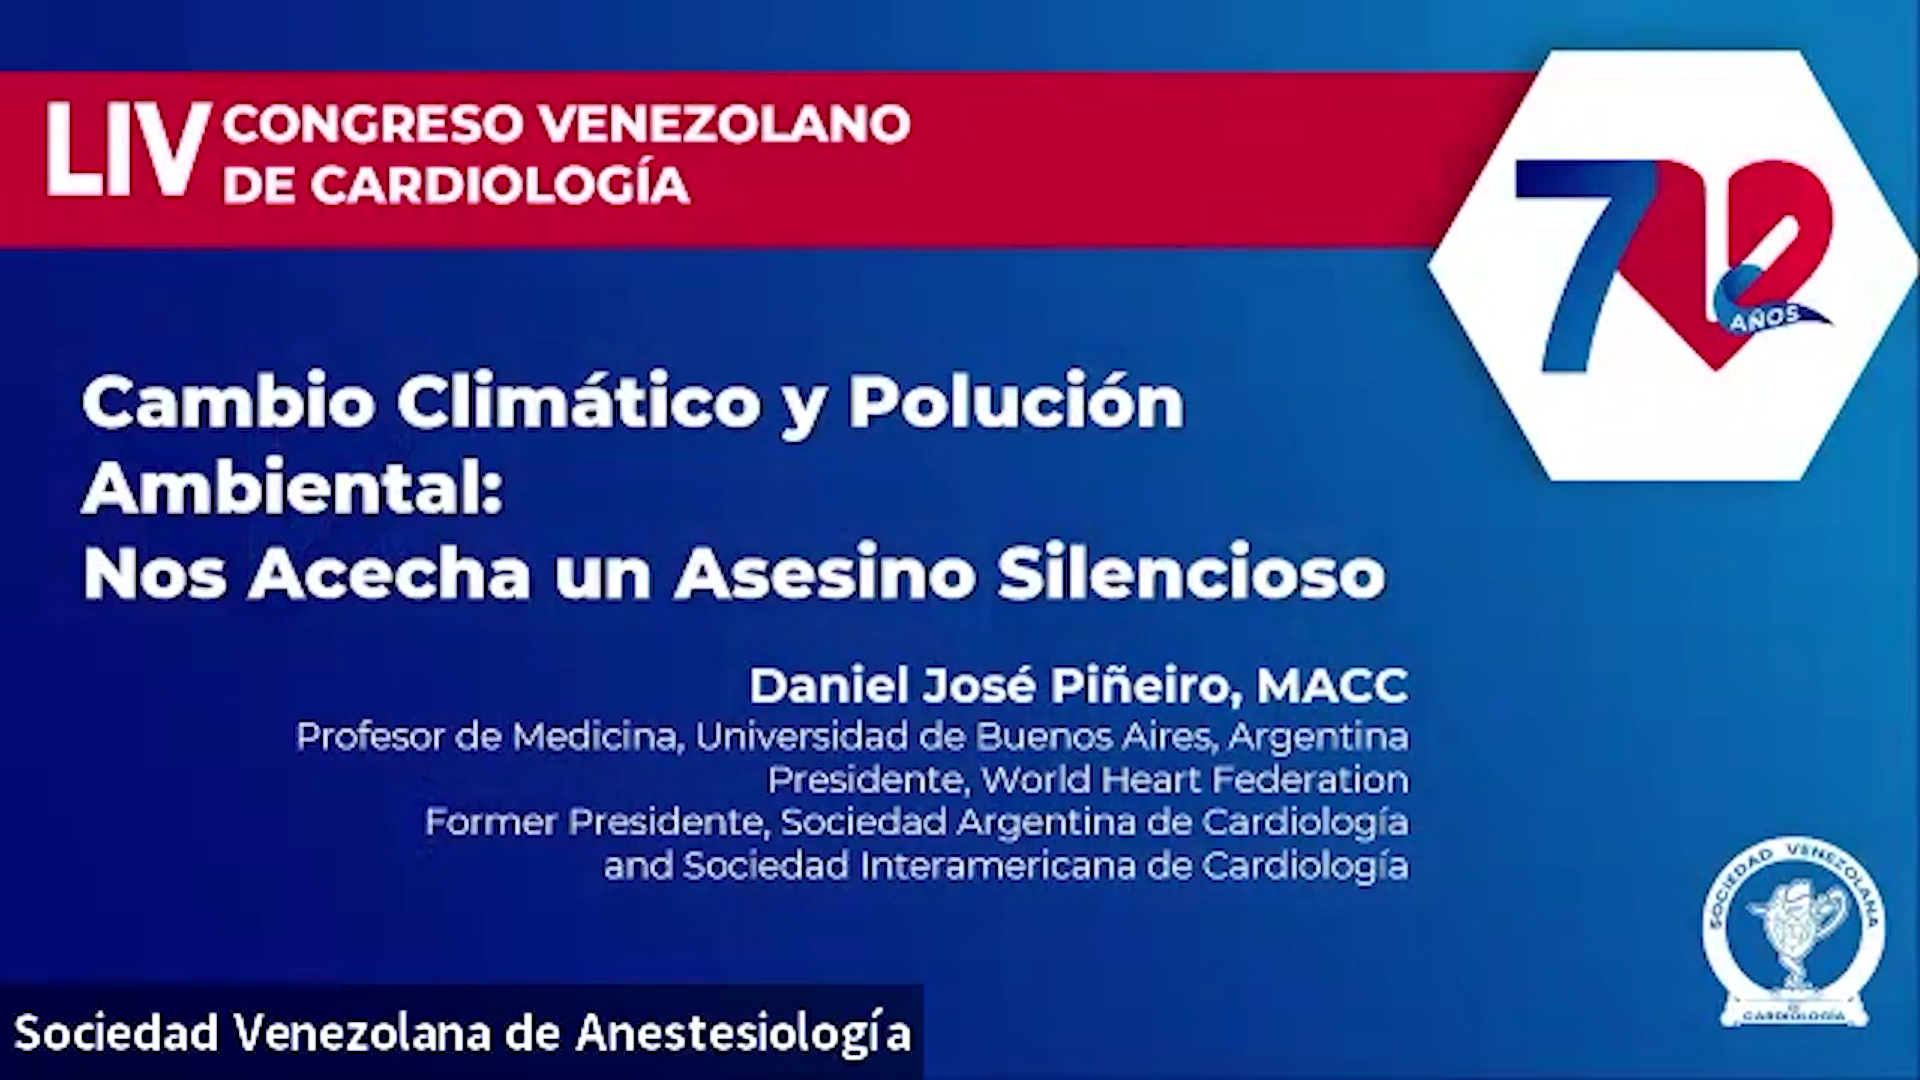 LIV CONGRESO VENEZOLANO
DE CARDIOLOGÍA
72
AÑOS
Cambio Climático y Polución
Ambiental:
Nos Acecha un Asesino Silencioso
Daniel José Piñeiro, MACC
Profesor de Medicina, Universidad de Buenos Aires, Argentina
Presidente, World Heart Federation
Former Presidente, Sociedad Argentina de Cardiología
and Sociedad Interamericana de Cardiología
SOCIEDAD VENEZOLANA
DE
CARDIOLOGÍA
Sociedad Venezolana de Anestesiología